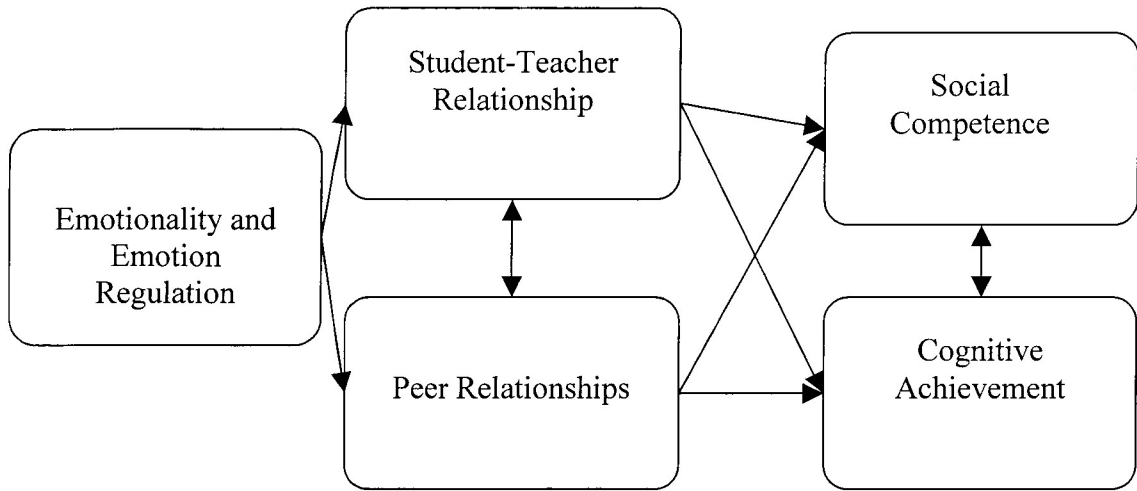 Emotionality and
Emotion
Regulation
Student-Teacher
Relationship
Peer Relationships
Social
Competence
Cognitive
Achievement